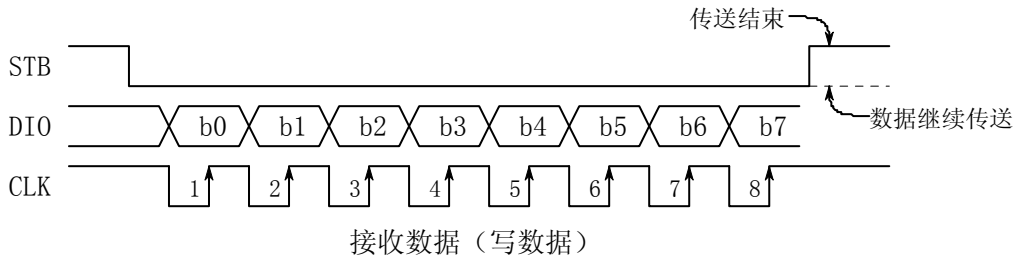 传送结束
STB
数据继续传送
DIO b0 b1 b2 b3 b4 b5 b6 b7
CLK 1 2 3 4 5 6 7 8
接收数据（写数据）